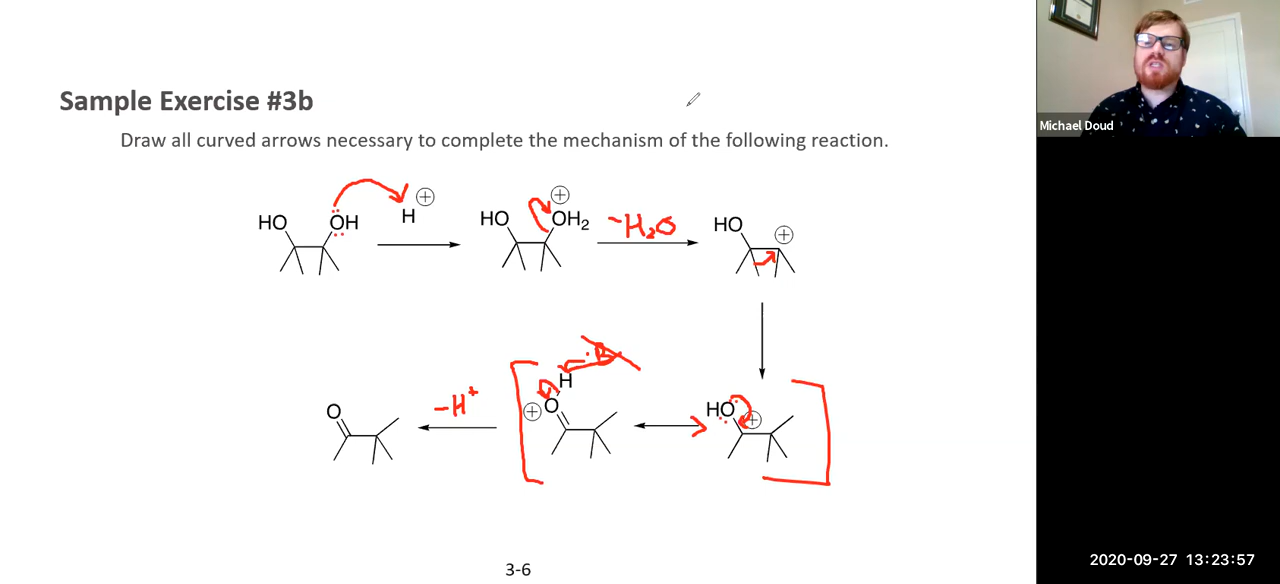 Sample Exercise #3b
Draw all curved arrows necessary to complete the mechanism of the following reaction.
HO OH H ⊕
HO OH₂ ⊕
-H₂O
HO ⊕
HO ⊕
H
O ⊕
-H⁺
O
3-6
Michael Doud
2020-09-27 13:23:57